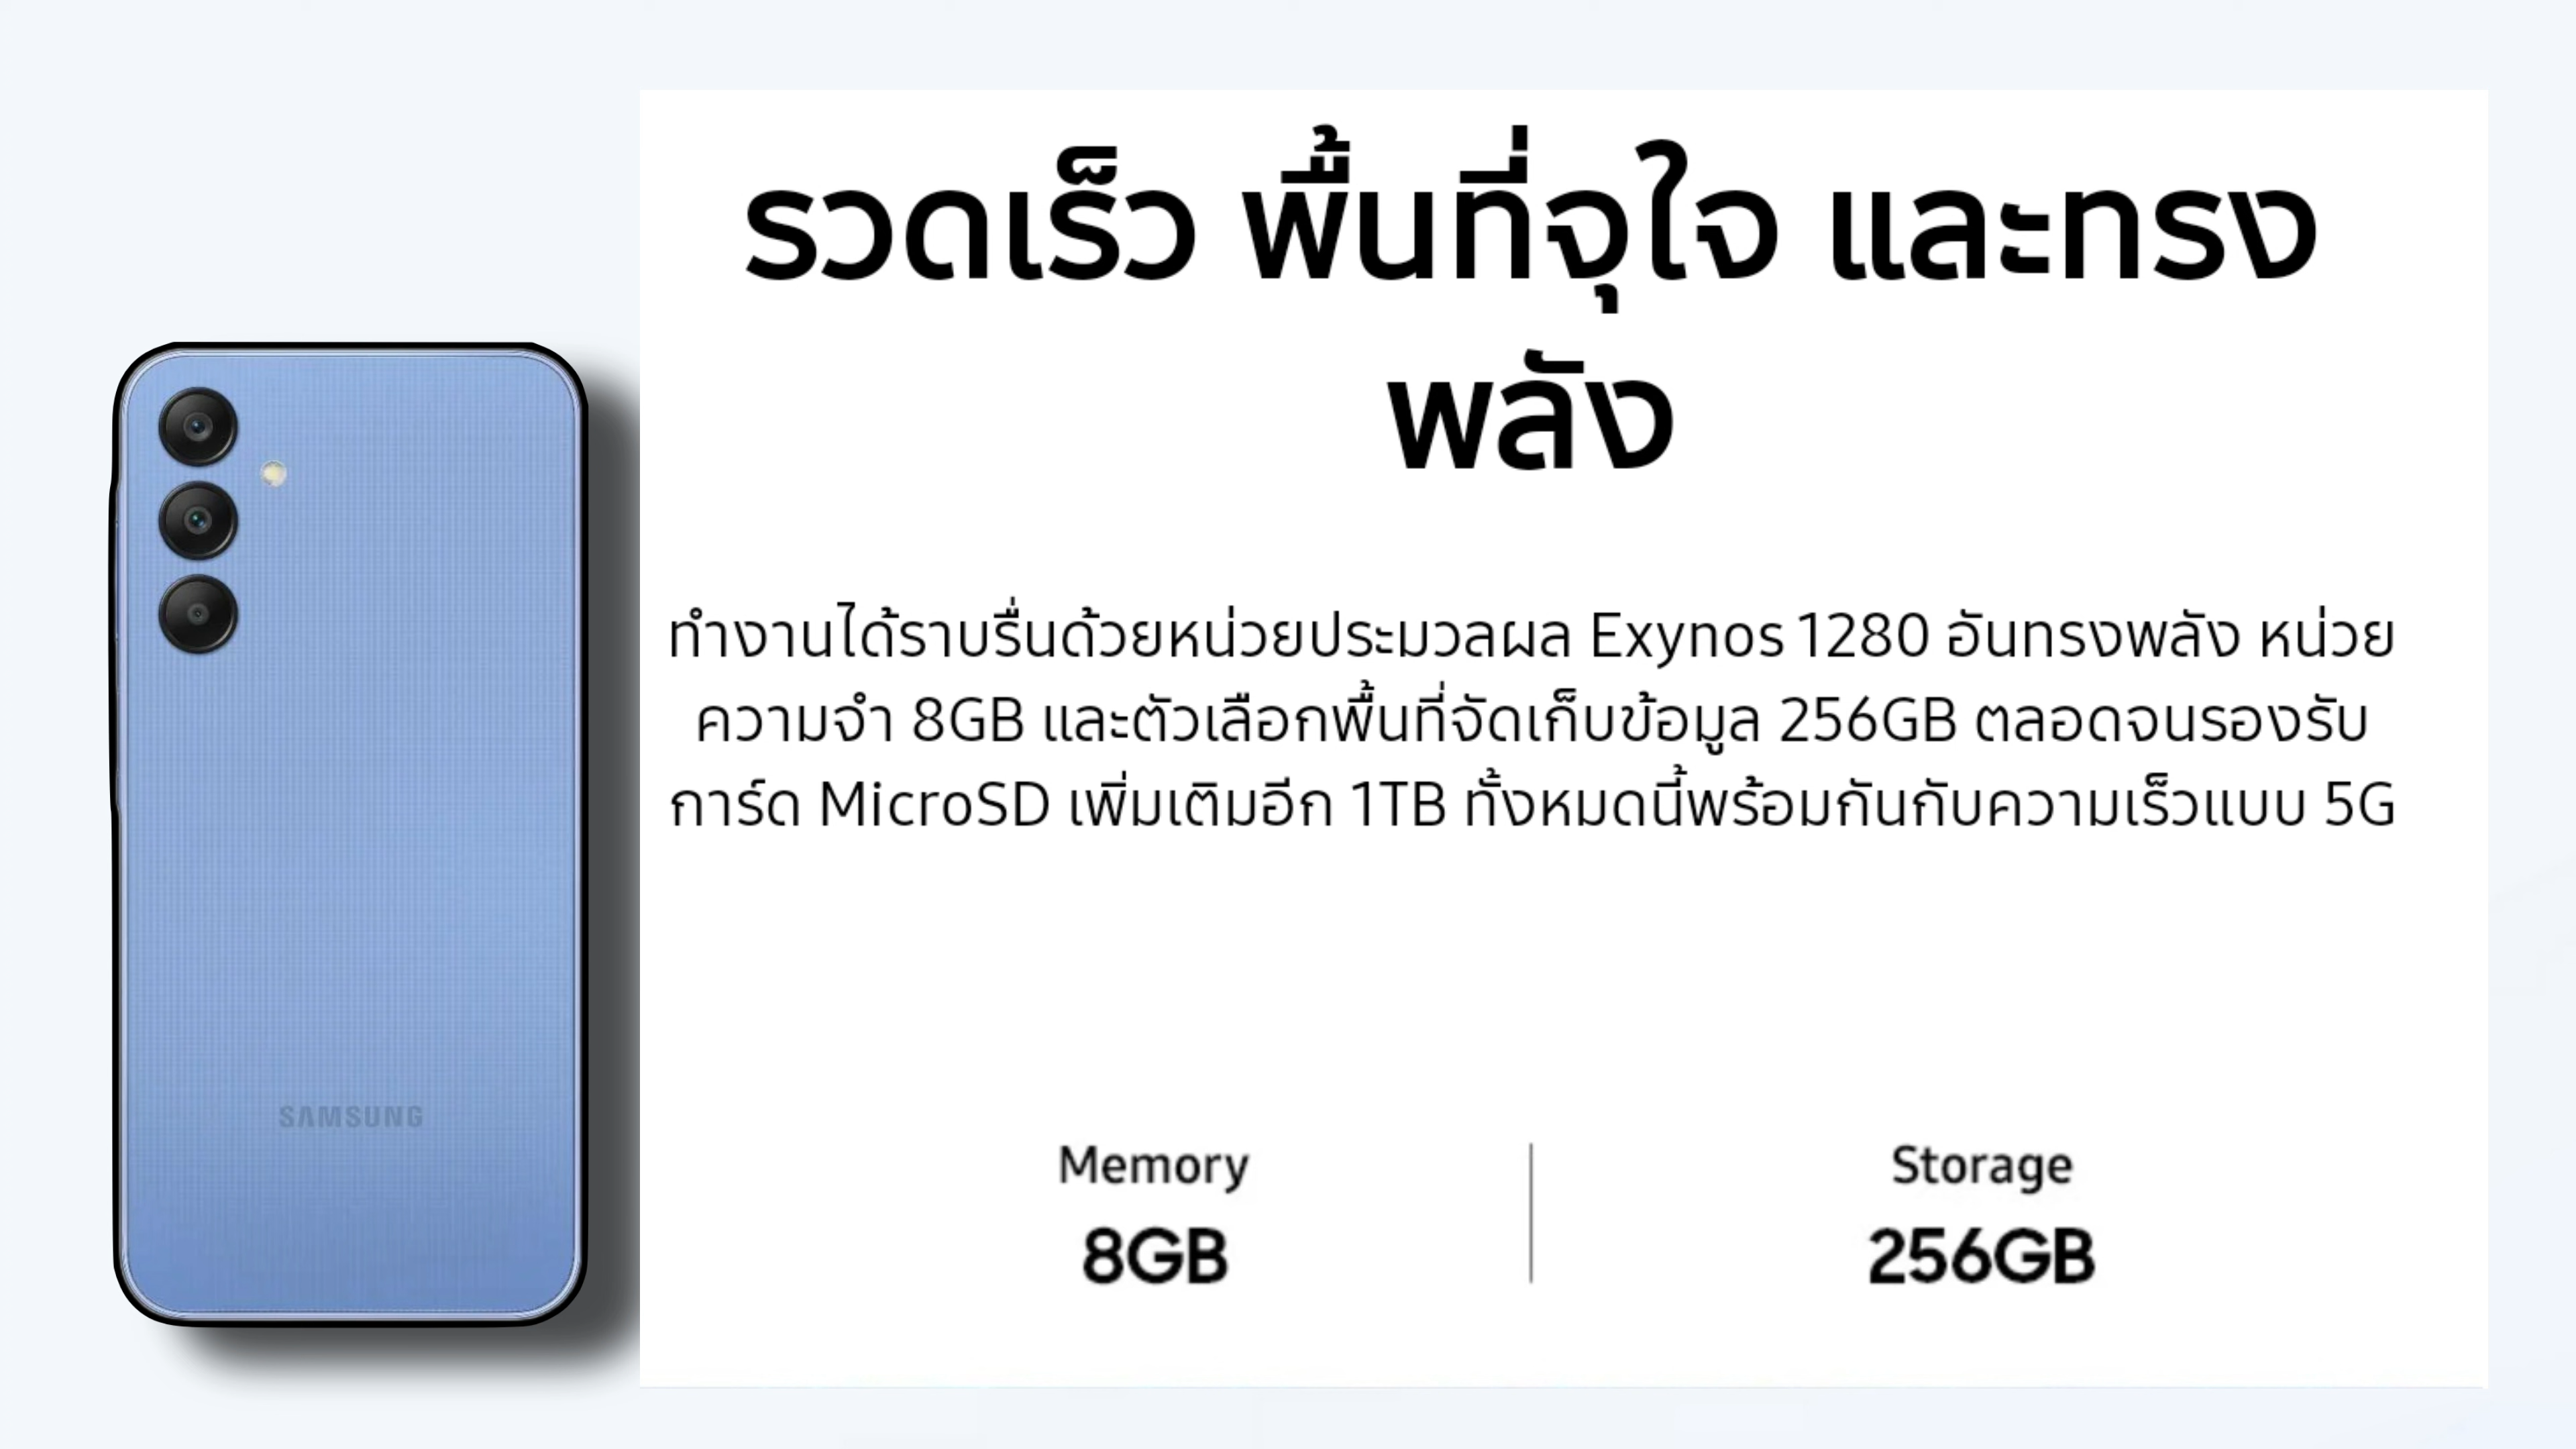 รวดเร็ว พื้นที่จุใจ และทรง
พลัง
ทำงานได้ราบรื่นด้วยหน่วยประมวลผล Exynos 1280 อันทรงพลัง หน่วย
ความจำ 8GB และตัวเลือกพื้นที่จัดเก็บข้อมูล 256GB ตลอดจนรองรับ
การ์ด MicroSD เพิ่มเติมอีก 1TB ทั้งหมดนี้พร้อมกันกับความเร็วแบบ 5G
SAMSUNG
Memory
8GB
Storage
256GB